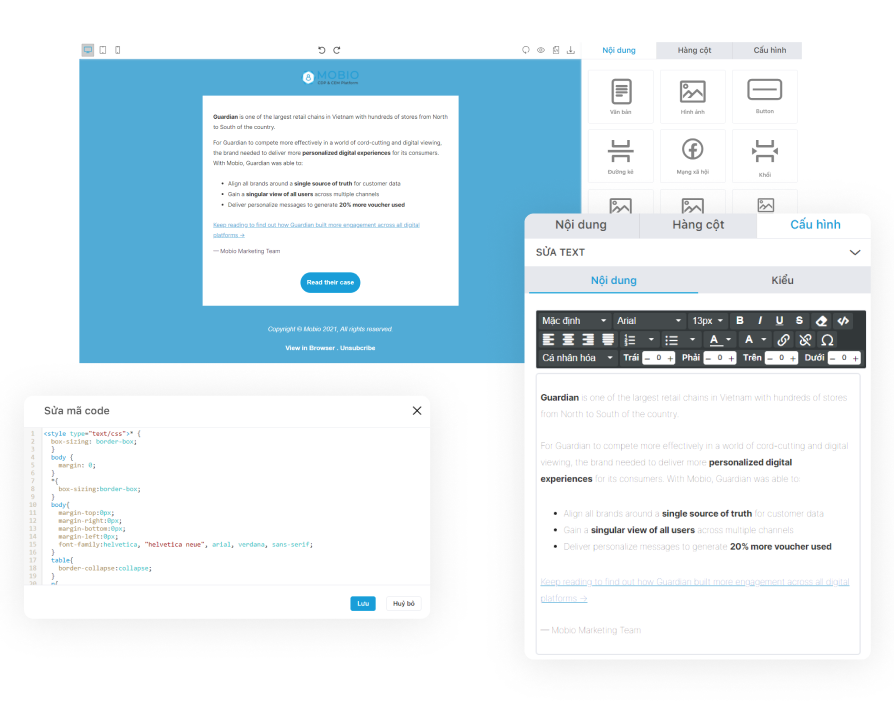 Nội dung
Hàng cột
Cấu hình
MOBIO
CDP & CEM Platform
Guardian is one of the largest retail chains in Vietnam with hundreds of stores from North
to South of the country.
For Guardian to compete more effectively in a world of cord-cutting and digital viewing,
the brand needed to deliver more personalized digital experiences for its consumers.
With Mobio, Guardian was able to:
Align all brands around a single source of truth for customer data
Gain a singular view of all users across multiple channels
Deliver personalize messages to generate 20% more voucher used
Keep reading to find out how Guardian built more engagement across all digital
platforms →
— Mobio Marketing Team
Read their case
Copyright © Mobio 2021, All rights reserved
View in Browser . Unsubcribe
Văn bản
Hình ảnh
Button
Đường kẻ
Mạng xã hội
Khối
Nội dung
Hàng cột
Cấu hình
SỬA TEXT
Nội dung
Kiểu
Mặc định
Arial
13px
B I U S
A A
Cá nhân hóa
Trái – 0 + Phải – 0 + Trên – 0 + Dưới – 0 +
Guardian is one of the largest retail chains in Vietnam with hundreds of stores
from North to South of the country.
For Guardian to compete more effectively in a world of cord-cutting and digital
viewing, the brand needed to deliver more personalized digital
experiences for its consumers. With Mobio, Guardian was able to:
Align all brands around a single source of truth for customer data
Gain a singular view of all users across multiple channels
Deliver personalize messages to generate 20% more voucher used
Keep reading to find out how Guardian built more engagement across all digital
platforms →
— Mobio Marketing Team
Sửa mã code
1 <style type="text/css">* {
2 box-sizing: border-box;
3 }
4 body {
5 margin: 0;
6 }
7 *{
8 box-sizing:border-box;
9 }
10 body{
11 margin-top:0px;
12 margin-right:0px;
13 margin-bottom:0px;
14 margin-left:0px;
15 font-family:helvetica, "helvetica neue", arial, verdana, sans-serif;
16 }
17 table{
18 border-collapse:collapse;
19 }
Lưu
Huỷ bỏ